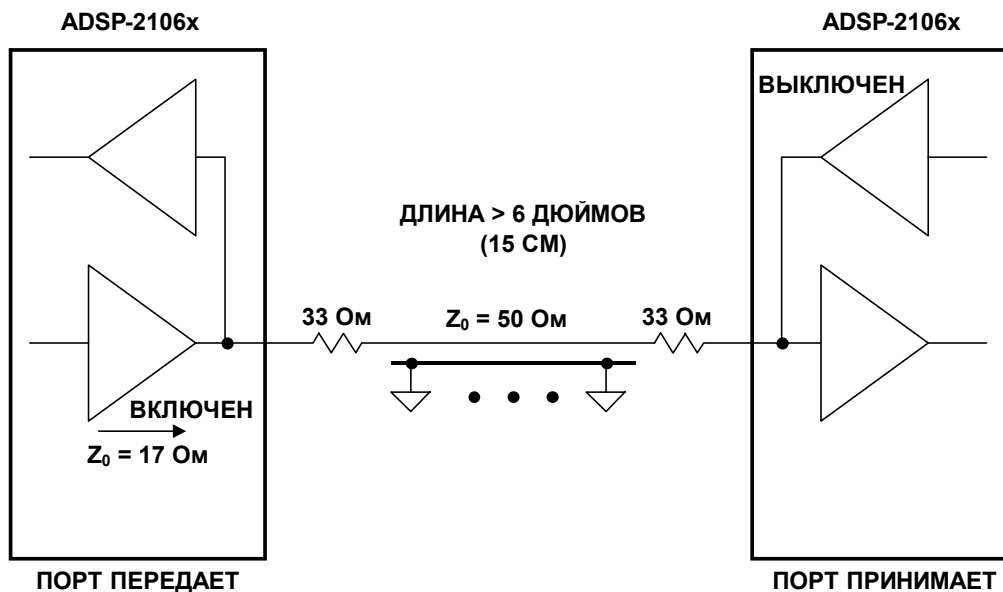 ADSP-2106x
ADSP-2106x
ВЫКЛЮЧЕН
ДЛИНА > 6 ДЮЙМОВ
(15 СМ)
33 Ом
Z₀ = 50 Ом
33 Ом
ВКЛЮЧЕН
Z₀ = 17 Ом
ПОРТ ПЕРЕДАЕТ
ПОРТ ПРИНИМАЕТ